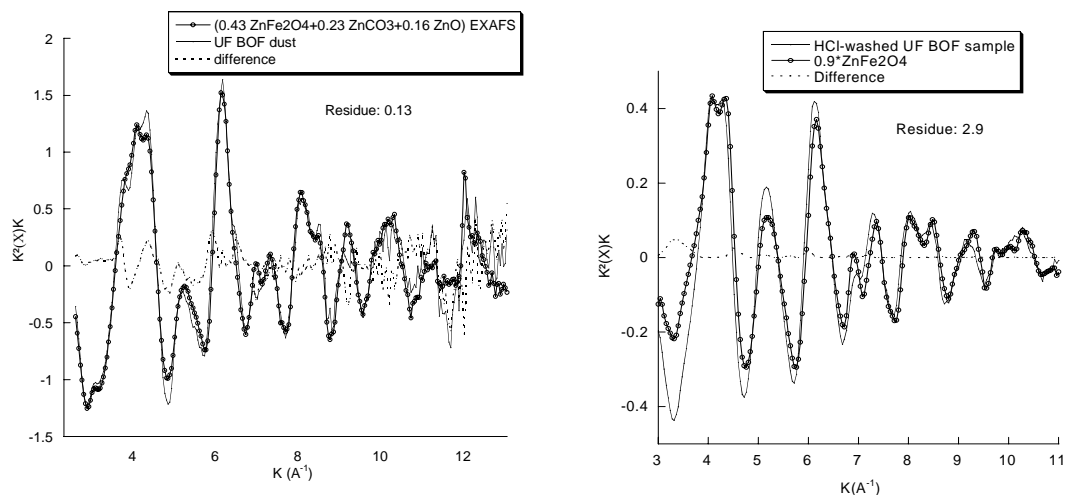 (0.43 ZnFe2O4+0.23 ZnCO3+0.16 ZnO) EXAFS
UF BOF dust
difference
Residue: 0.13
2
1.5
1
0.5
0
-0.5
-1
-1.5
K²(X)K
4
6
8
10
12
K (A⁻¹)
HCl-washed UF BOF sample
0.9*ZnFe2O4
Difference
Residue: 2.9
0.4
0.2
0
-0.2
-0.4
K²(X)K
3
4
5
6
7
8
9
10
11
K(A⁻¹)